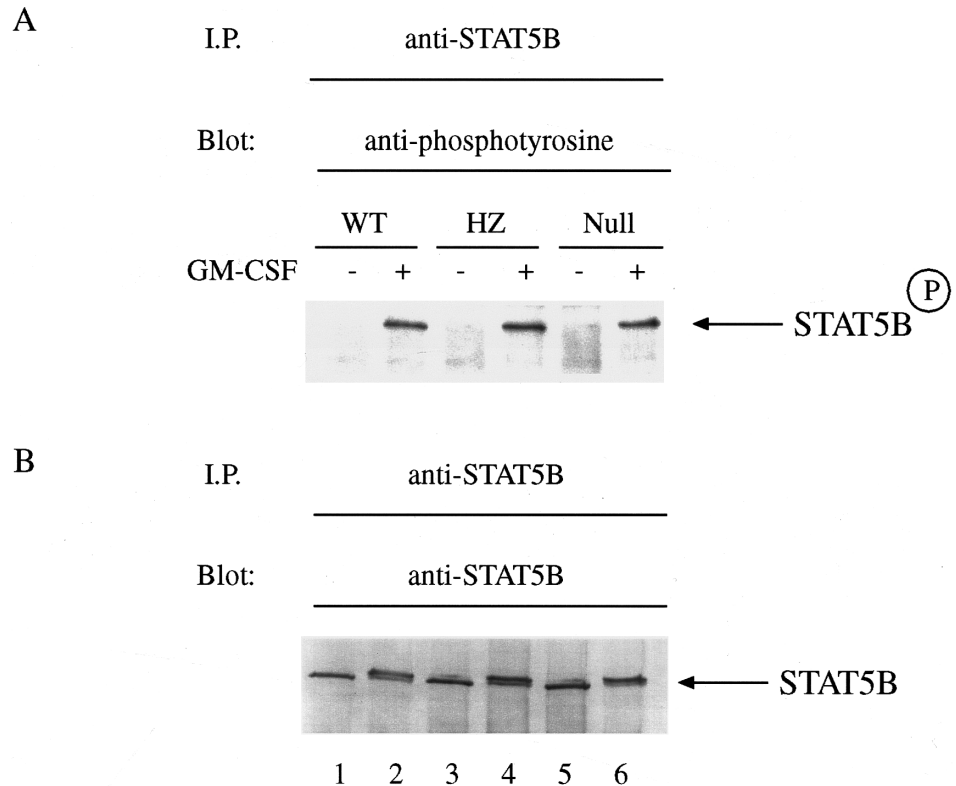 A
I.P. anti-STAT5B
Blot: anti-phosphotyrosine
WT HZ Null
GM-CSF - + - + - +
P
STAT5B
B
I.P. anti-STAT5B
Blot: anti-STAT5B
STAT5B
1 2 3 4 5 6